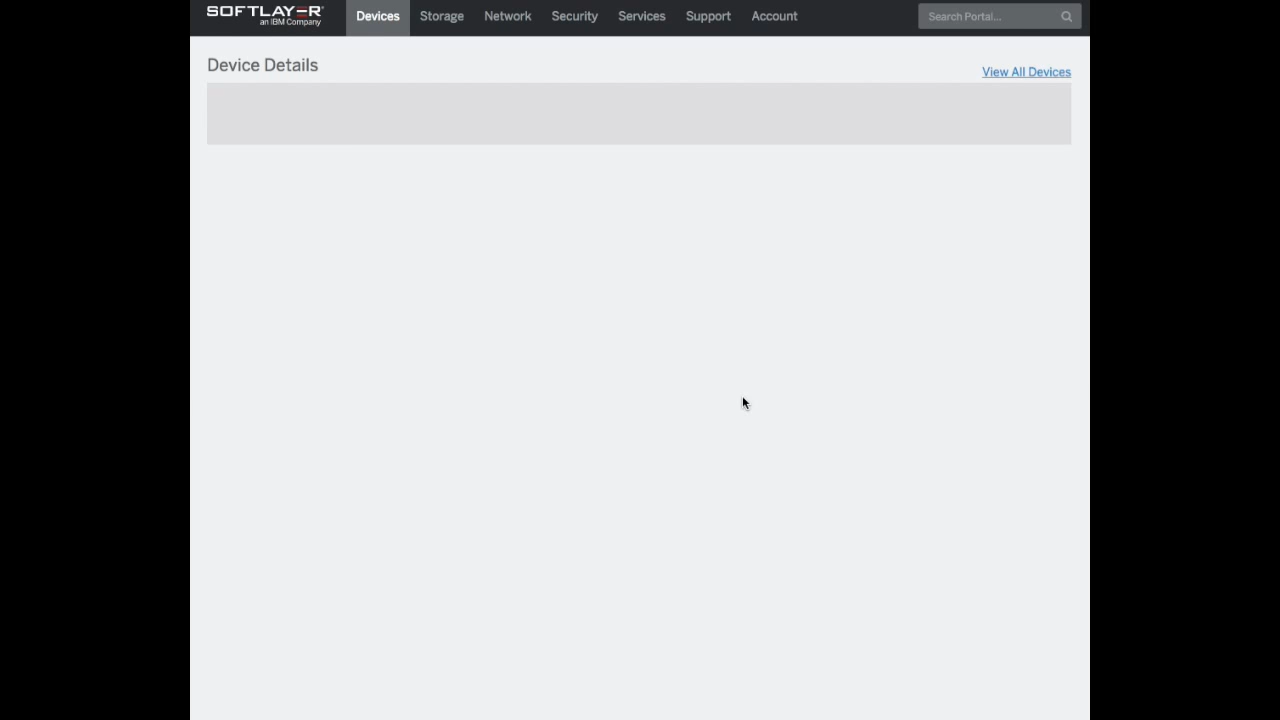 SOFTLAYER®
an IBM Company
Devices
Storage
Network
Security
Services
Support
Account
Search Portal...
Device Details
View All Devices